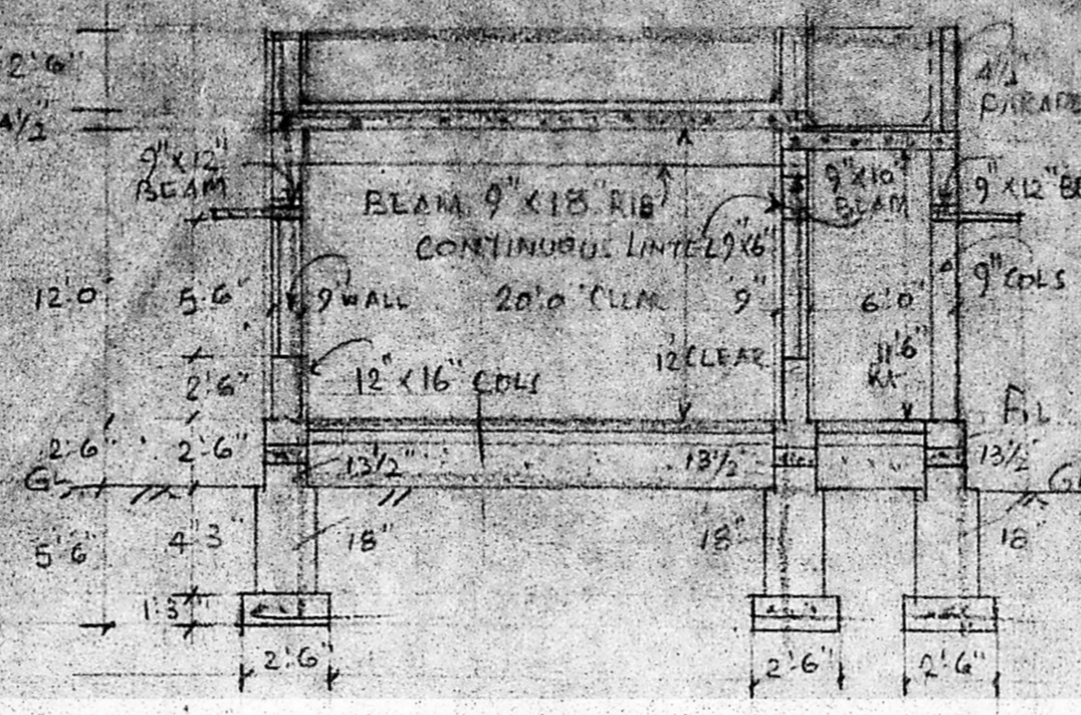 2'6"
4½"
9"x12"
BEAM
BEAM 9"x18" RIB
CONTINUOUS LINTEL 9"x6"
9"x10"
BEAM
4½"
9"x12"
12'0"
5'6"
9" WALL
20'0" CLEAR
9"
6'0"
9" COLS
2'6"
12"x16" COLS
12' CLEAR
11'6"
2'6"
2'6"
13½"
13½"
13½"
GL
5'6"
4'3"
18"
18"
18
1'3"
2'6"
2'6"
2'6"